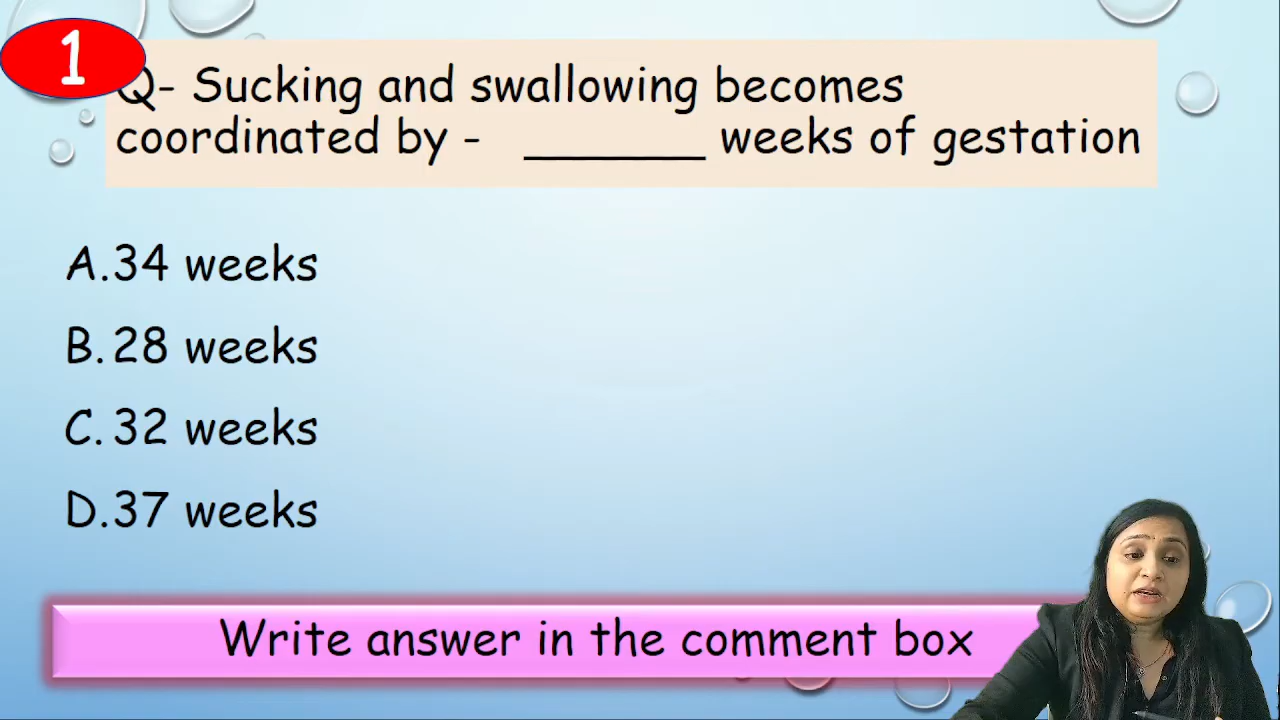 1
Q- Sucking and swallowing becomes
coordinated by - ______ weeks of gestation
A.34 weeks
B.28 weeks
C.32 weeks
D.37 weeks
Write answer in the comment box